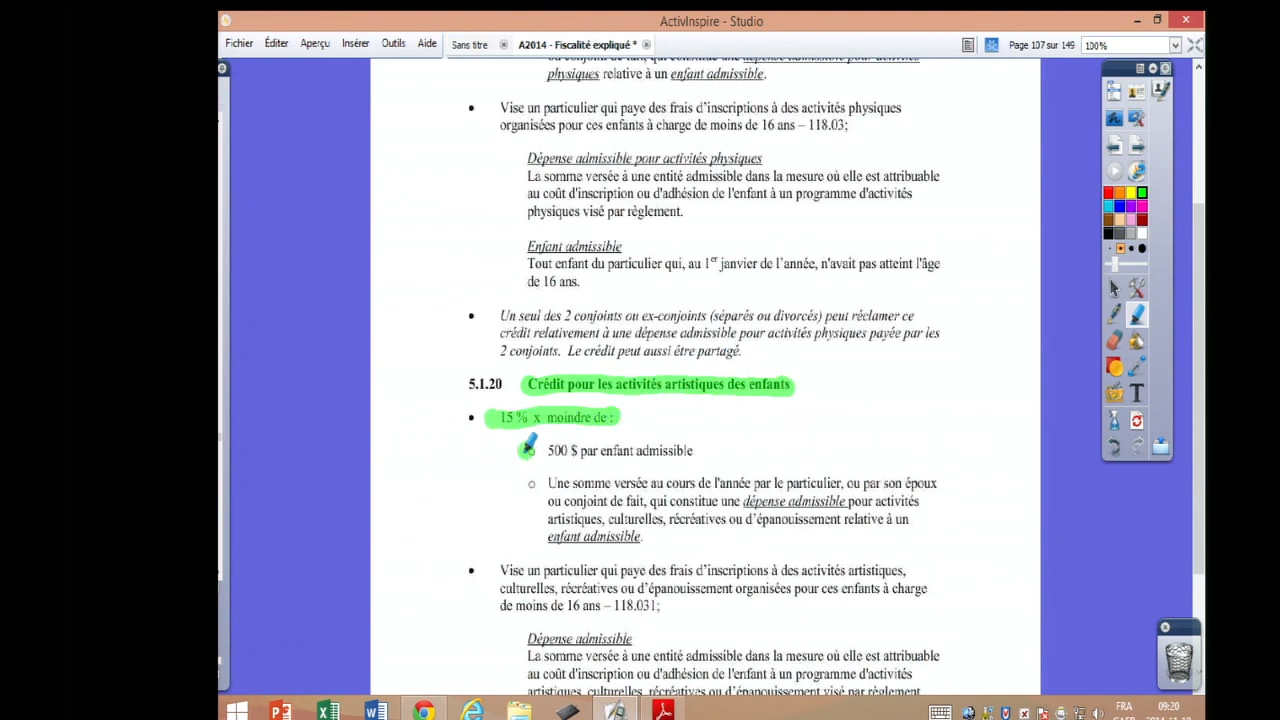 ActivInspire - Studio
Fichier Éditer Aperçu Insérer Outils Aide Sans titre A2014 - Fiscalité expliqué * Page 107 sur 149 100%
physiques relative à un enfant admissible.
• Vise un particulier qui paye des frais d’inscriptions à des activités physiques
organisées pour ces enfants à charge de moins de 16 ans – 118.03;
Dépense admissible pour activités physiques
La somme versée à une entité admissible dans la mesure où elle est attribuable
au coût d'inscription ou d'adhésion de l'enfant à un programme d'activités
physiques visé par règlement.
Enfant admissible
Tout enfant du particulier qui, au 1er janvier de l’année, n'avait pas atteint l'âge
de 16 ans.
• Un seul des 2 conjoints ou ex-conjoints (séparés ou divorcés) peut réclamer ce
crédit relativement à une dépense admissible pour activités physiques payée par les
2 conjoints. Le crédit peut aussi être partagé.
5.1.20 Crédit pour les activités artistiques des enfants
• 15 % x moindre de :
500 $ par enfant admissible
o Une somme versée au cours de l'année par le particulier, ou par son époux
ou conjoint de fait, qui constitue une dépense admissible pour activités
artistiques, culturelles, récréatives ou d’épanouissement relative à un
enfant admissible.
• Vise un particulier qui paye des frais d’inscriptions à des activités artistiques,
culturelles, récréatives ou d’épanouissement organisées pour ces enfants à charge
de moins de 16 ans – 118.031;
Dépense admissible
La somme versée à une entité admissible dans la mesure où elle est attribuable
au coût d'inscription ou d'adhésion de l'enfant à un programme d'activités
artistiques, culturelles, récréatives ou d’épanouissement visé par règlement
FRA 09:20